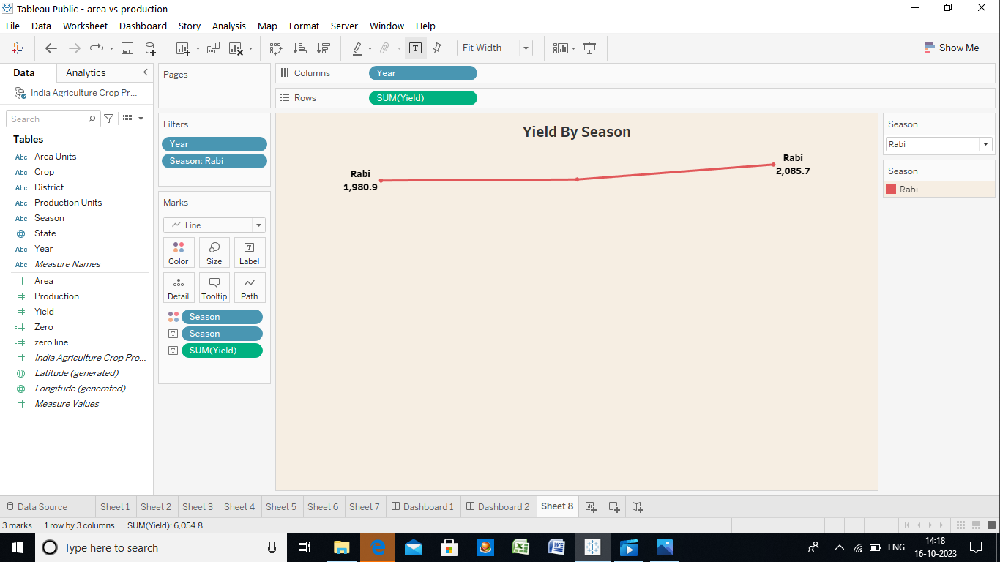 Tableau Public - area vs production
File Data Worksheet Dashboard Story Analysis Map Format Server Window Help
Fit Width
Show Me
Data Analytics
India Agriculture Crop Pr...
Search
Tables
Abc Area Units
Abc Crop
Abc District
Abc Production Units
Abc Season
State
Abc Year
Abc Measure Names
Area
Production
Yield
Zero
zero line
India Agriculture Crop Pro...
Latitude (generated)
Longitude (generated)
Measure Values
Pages
Filters
Year
Season: Rabi
Marks
Line
Color Size Label
Detail Tooltip Path
Season
Season
SUM(Yield)
Columns Year
Rows SUM(Yield)
Yield By Season
Rabi
1,980.9
Rabi
2,085.7
Season
Rabi
Season
Rabi
Data Source Sheet 1 Sheet 2 Sheet 3 Sheet 4 Sheet 5 Sheet 6 Sheet 7 Dashboard 1 Dashboard 2 Sheet 8
3 marks 1 row by 3 columns SUM(Yield): 6,054.8
Type here to search
ENG
14:18
16-10-2023